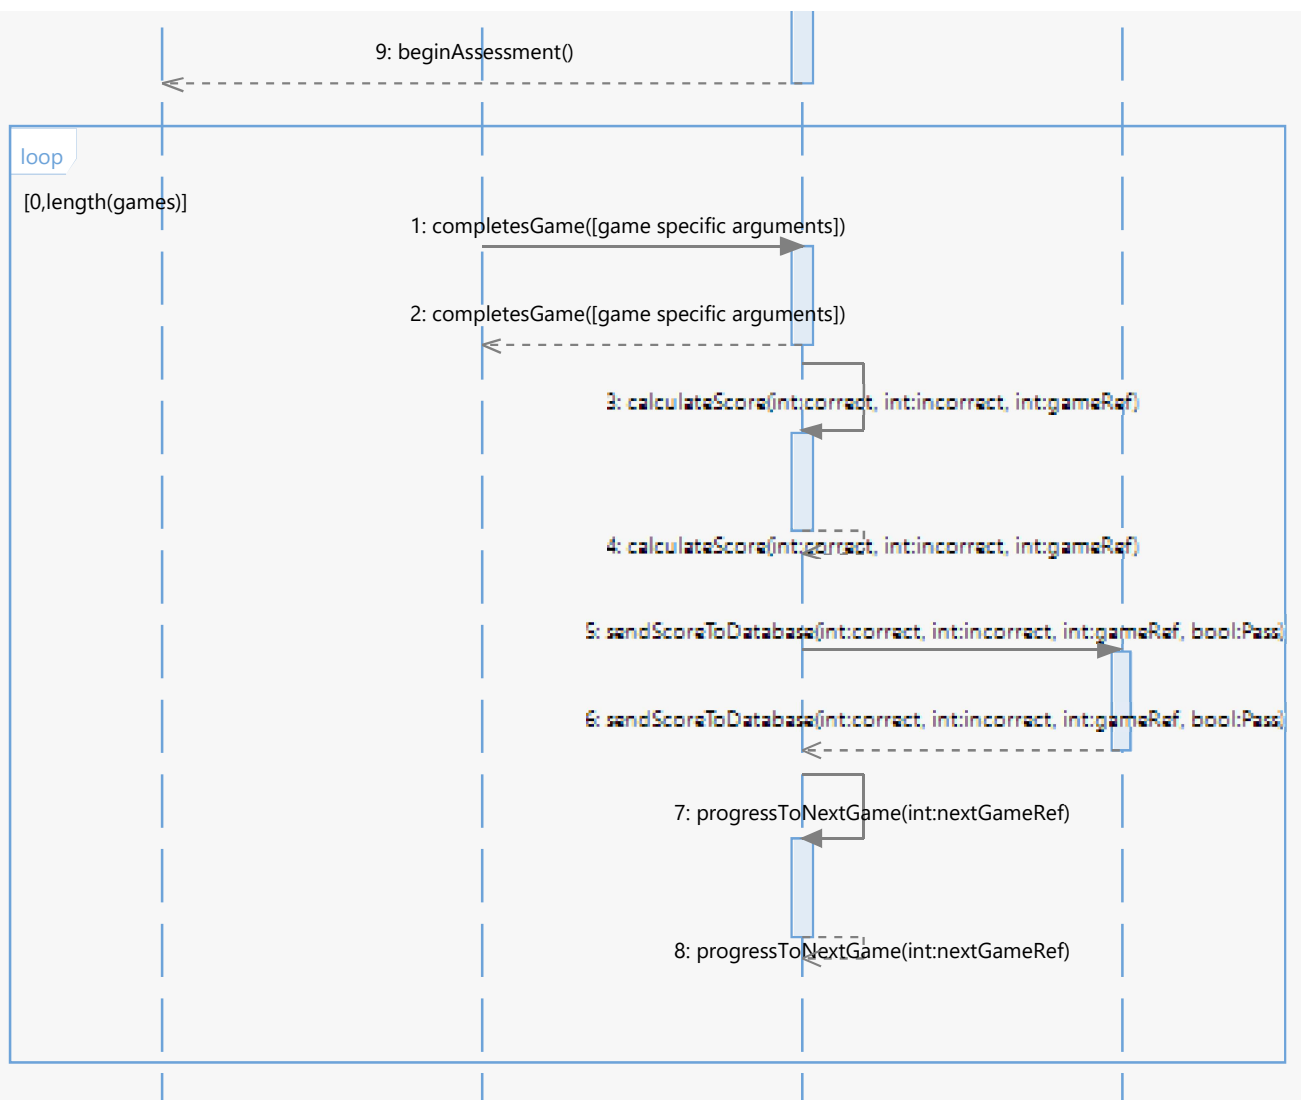 9: beginAssessment()
loop
[0,length(games)]
1: completesGame([game specific arguments])
2: completesGame([game specific arguments])
3: calculateScore(int:correct, int:incorrect, int:gameRef)
4: calculateScore(int:correct, int:incorrect, int:gameRef)
5: sendScoreToDatabase(int:correct, int:incorrect, int:gameRef, bool:Pass)
6: sendScoreToDatabase(int:correct, int:incorrect, int:gameRef, bool:Pass)
7: progressToNextGame(int:nextGameRef)
8: progressToNextGame(int:nextGameRef)